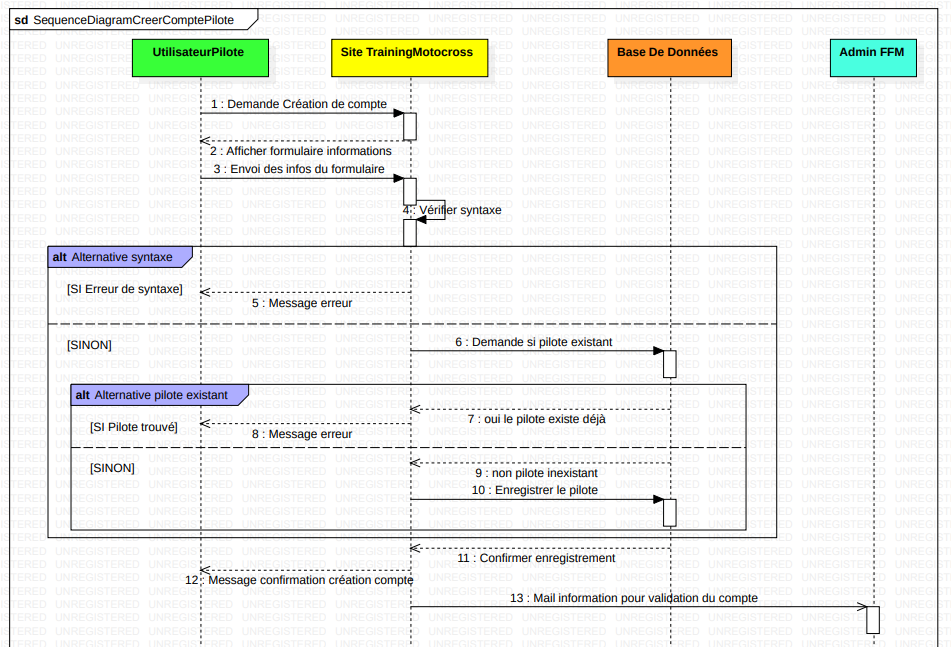 sd SequenceDiagramCreerComptePilote
UtilisateurPilote
Site TrainingMotocross
Base De Données
Admin FFM
1 : Demande Création de compte
2 : Afficher formulaire informations
3 : Envoi des infos du formulaire
4 : Vérifier syntaxe
alt Alternative syntaxe
[SI Erreur de syntaxe]
5 : Message erreur
[SINON]
6 : Demande si pilote existant
alt Alternative pilote existant
7 : oui le pilote existe déjà
[SI Pilote trouvé]
8 : Message erreur
[SINON]
9 : non pilote inexistant
10 : Enregistrer le pilote
11 : Confirmer enregistrement
12 : Message confirmation création compte
13 : Mail information pour validation du compte
UNREGISTERED